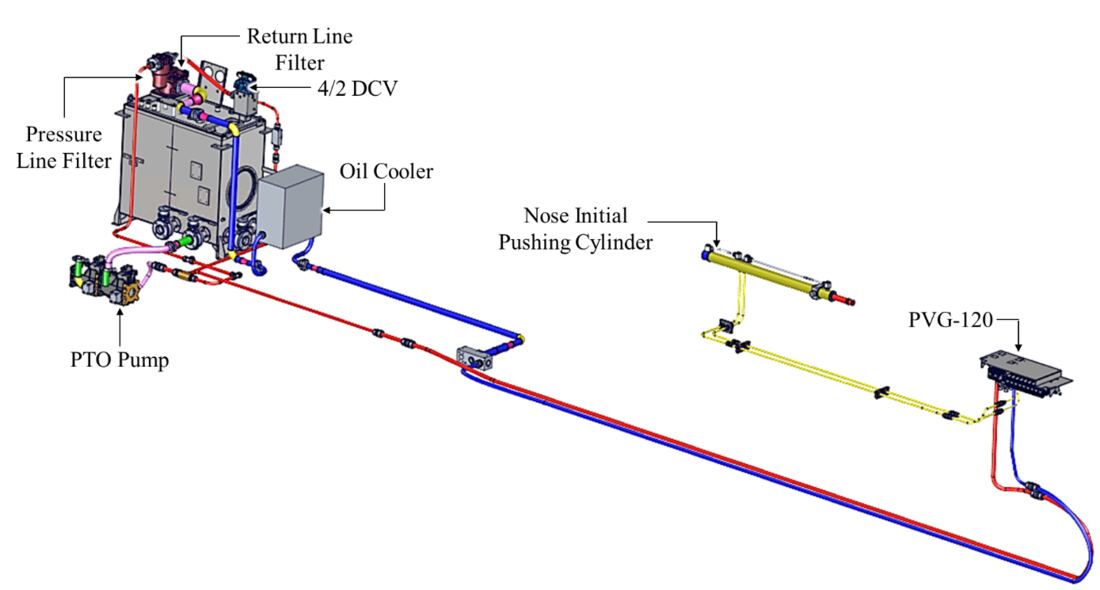 Return Line
Filter
4/2 DCV
Pressure
Line Filter
Oil Cooler
Nose Initial
Pushing Cylinder
PVG-120
PTO Pump